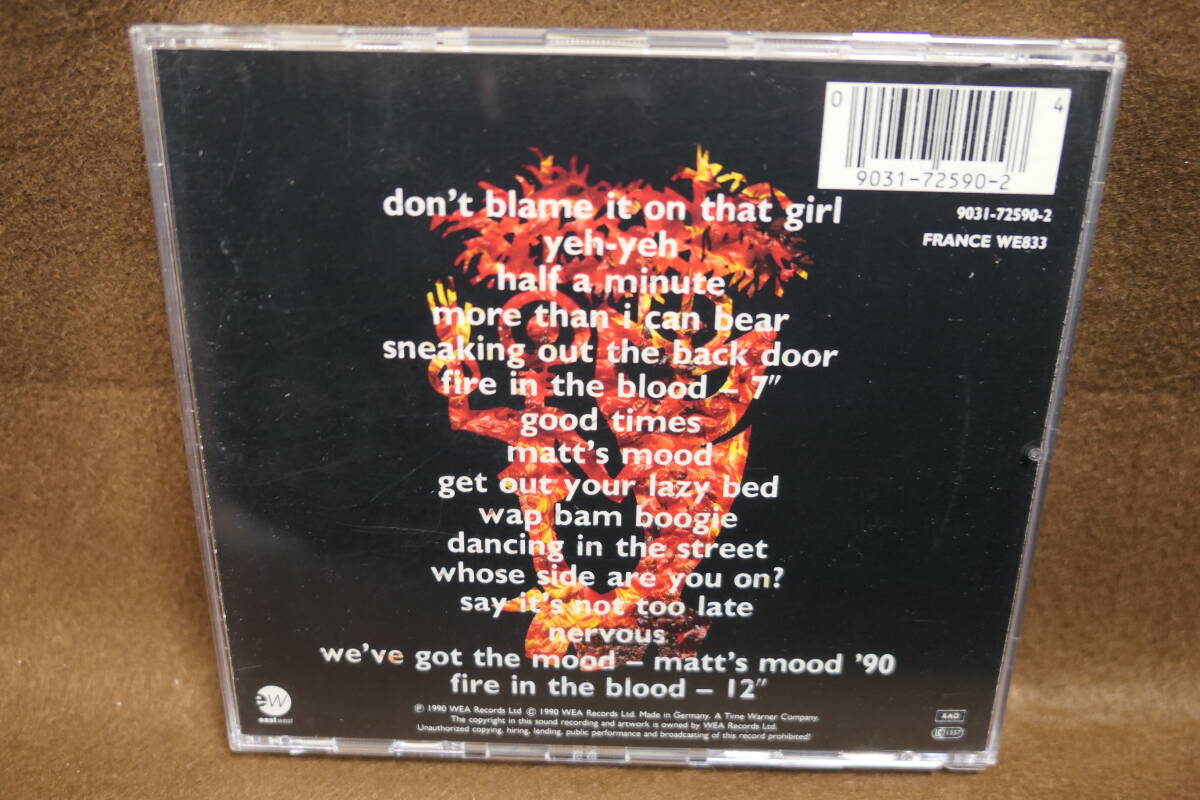 0 4
9031-72590-2
9031-72590-2
FRANCE WE833
don't blame it on that girl
yeh-yeh
half a minute
more than i can bear
sneaking out the back door
fire in the blood – 7"
good times
matt's mood
get out your lazy bed
wap bam boogie
dancing in the street
whose side are you on?
say it's not too late
nervous
we've got the mood – matt's mood '90
fire in the blood – 12"
ew
eastwest
℗ 1990 WEA Records Ltd © 1990 WEA Records Ltd. Made in Germany. A Time Warner Company.
The copyright in this sound recording and artwork is owned by WEA Records Ltd.
Unauthorized copying, hiring, lending, public performance and broadcasting of this record prohibited!
AAD
LC 1557